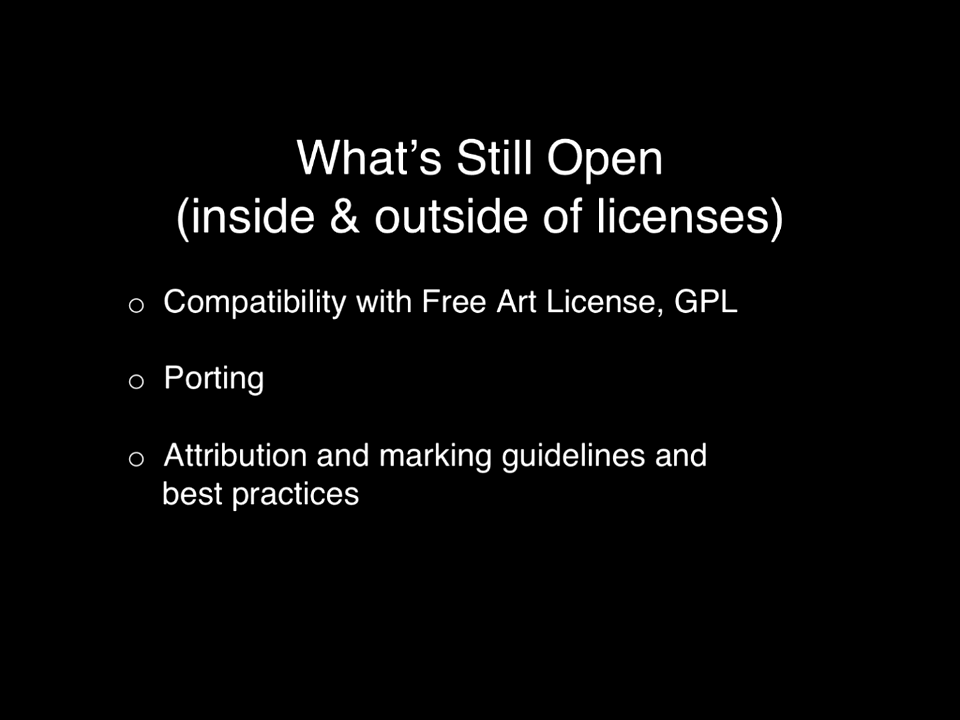 What’s Still Open
(inside & outside of licenses)
o Compatibility with Free Art License, GPL
o Porting
o Attribution and marking guidelines and
best practices